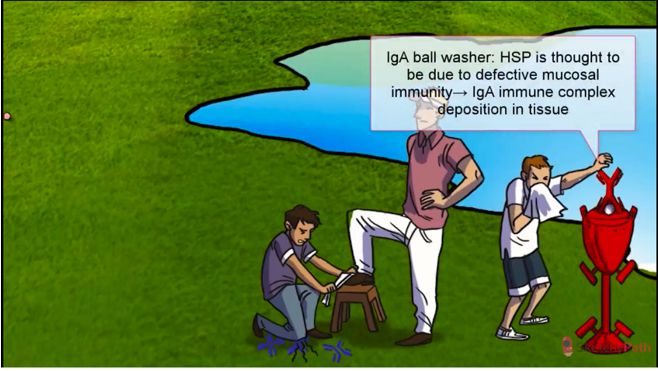 IgA ball washer: HSP is thought to
be due to defective mucosal
immunity→ IgA immune complex
deposition in tissue